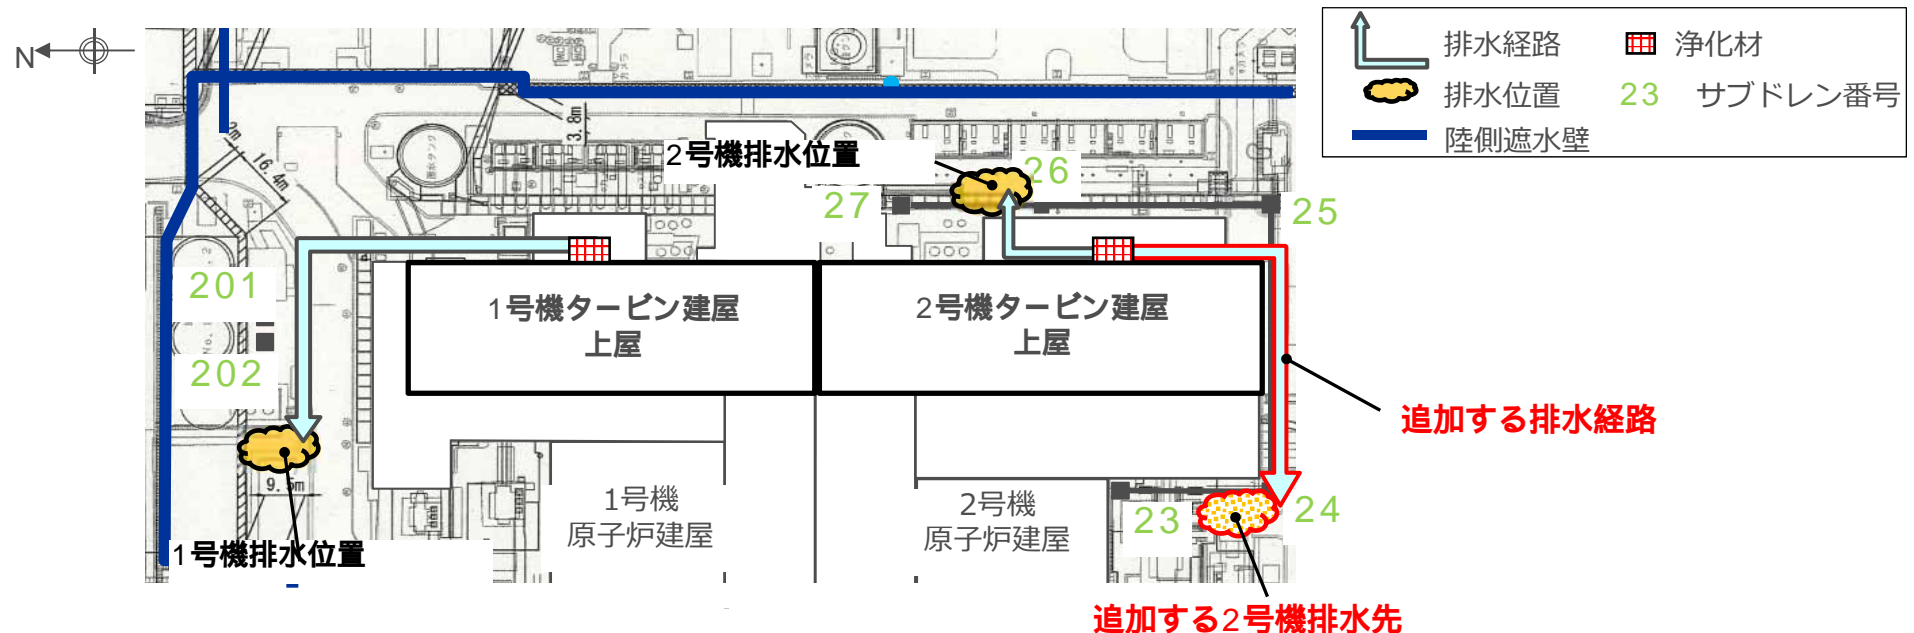 N
排水経路
浄化材
排水位置
23 サブドレン番号
陸側遮水壁
3.8m
2m
16.4m
2号機排水位置
26
27
25
201
202
1号機タービン建屋
上屋
2号機タービン建屋
上屋
追加する排水経路
9.5m
1号機
原子炉建屋
2号機
原子炉建屋
23
24
1号機排水位置
追加する2号機排水先